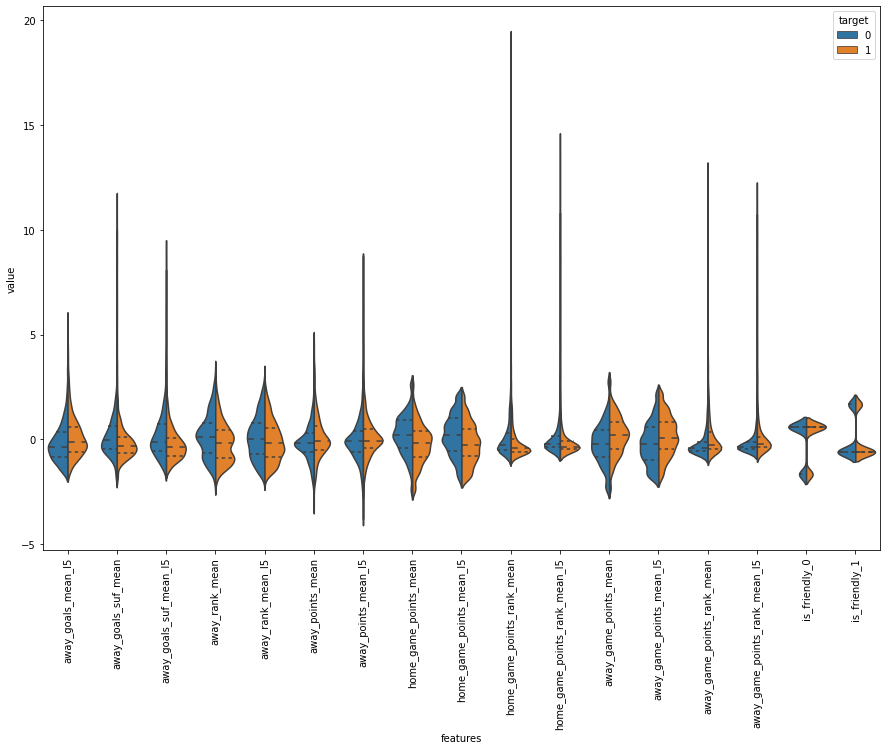 target
0
1
20
15
10
5
0
−5
value
away_goals_mean_l5
away_goals_suf_mean
away_goals_suf_mean_l5
away_rank_mean
away_rank_mean_l5
away_points_mean
away_points_mean_l5
home_game_points_mean
home_game_points_mean_l5
home_game_points_rank_mean
home_game_points_rank_mean_l5
away_game_points_mean
away_game_points_mean_l5
away_game_points_rank_mean
away_game_points_rank_mean_l5
is_friendly_0
is_friendly_1
features